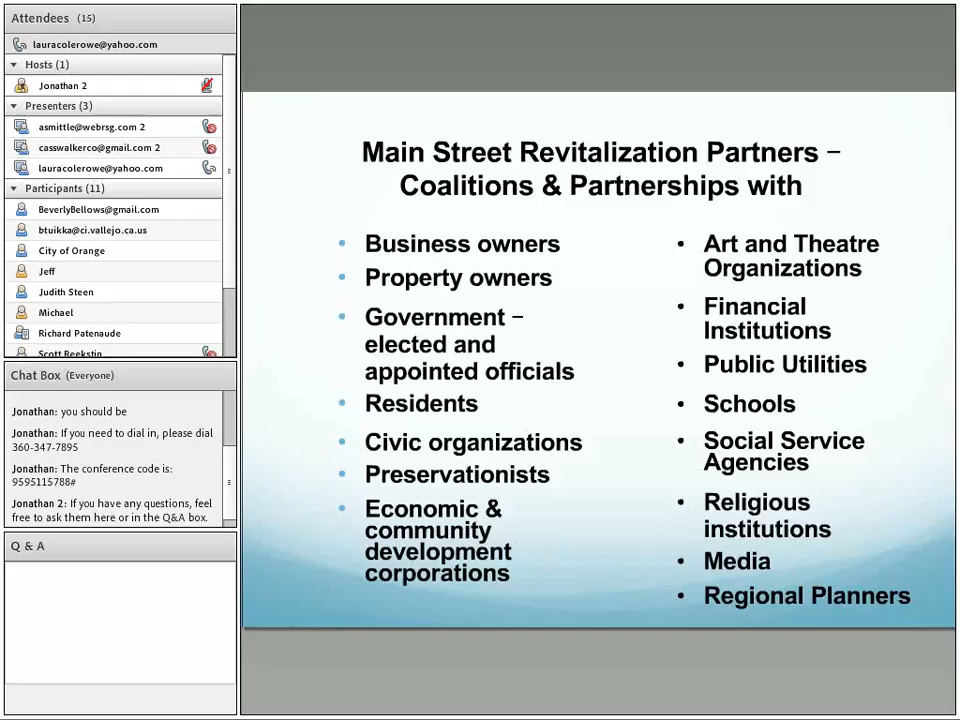 Attendees (15)
lauracolerowe@yahoo.com
Hosts (1)
Jonathan 2
Presenters (3)
asmittle@webrsg.com 2
casswalkerco@gmail.com 2
lauracolerowe@yahoo.com
Participants (11)
BeverlyBellows@gmail.com
btuikka@ci.vallejo.ca.us
City of Orange
Jeff
Judith Steen
Michael
Richard Patenaude
Scott Reekstin
Chat Box (Everyone)
Jonathan: you should be
Jonathan: If you need to dial in, please dial
360-347-7895
Jonathan: The conference code is:
9595115788#
Jonathan 2: If you have any questions, feel
free to ask them here or in the Q&A box.
Q & A
Main Street Revitalization Partners –
Coalitions & Partnerships with
• Business owners
• Property owners
• Government –
elected and
appointed officials
• Residents
• Civic organizations
• Preservationists
• Economic &
community
development
corporations
• Art and Theatre
Organizations
• Financial
Institutions
• Public Utilities
• Schools
• Social Service
Agencies
• Religious
institutions
• Media
• Regional Planners